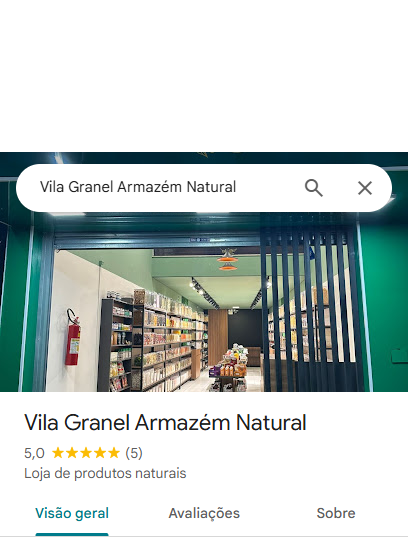 Vila Granel Armazém Natural
Vila Granel Armazém Natural
5,0 (5)
Loja de produtos naturais
Visão geral Avaliações Sobre